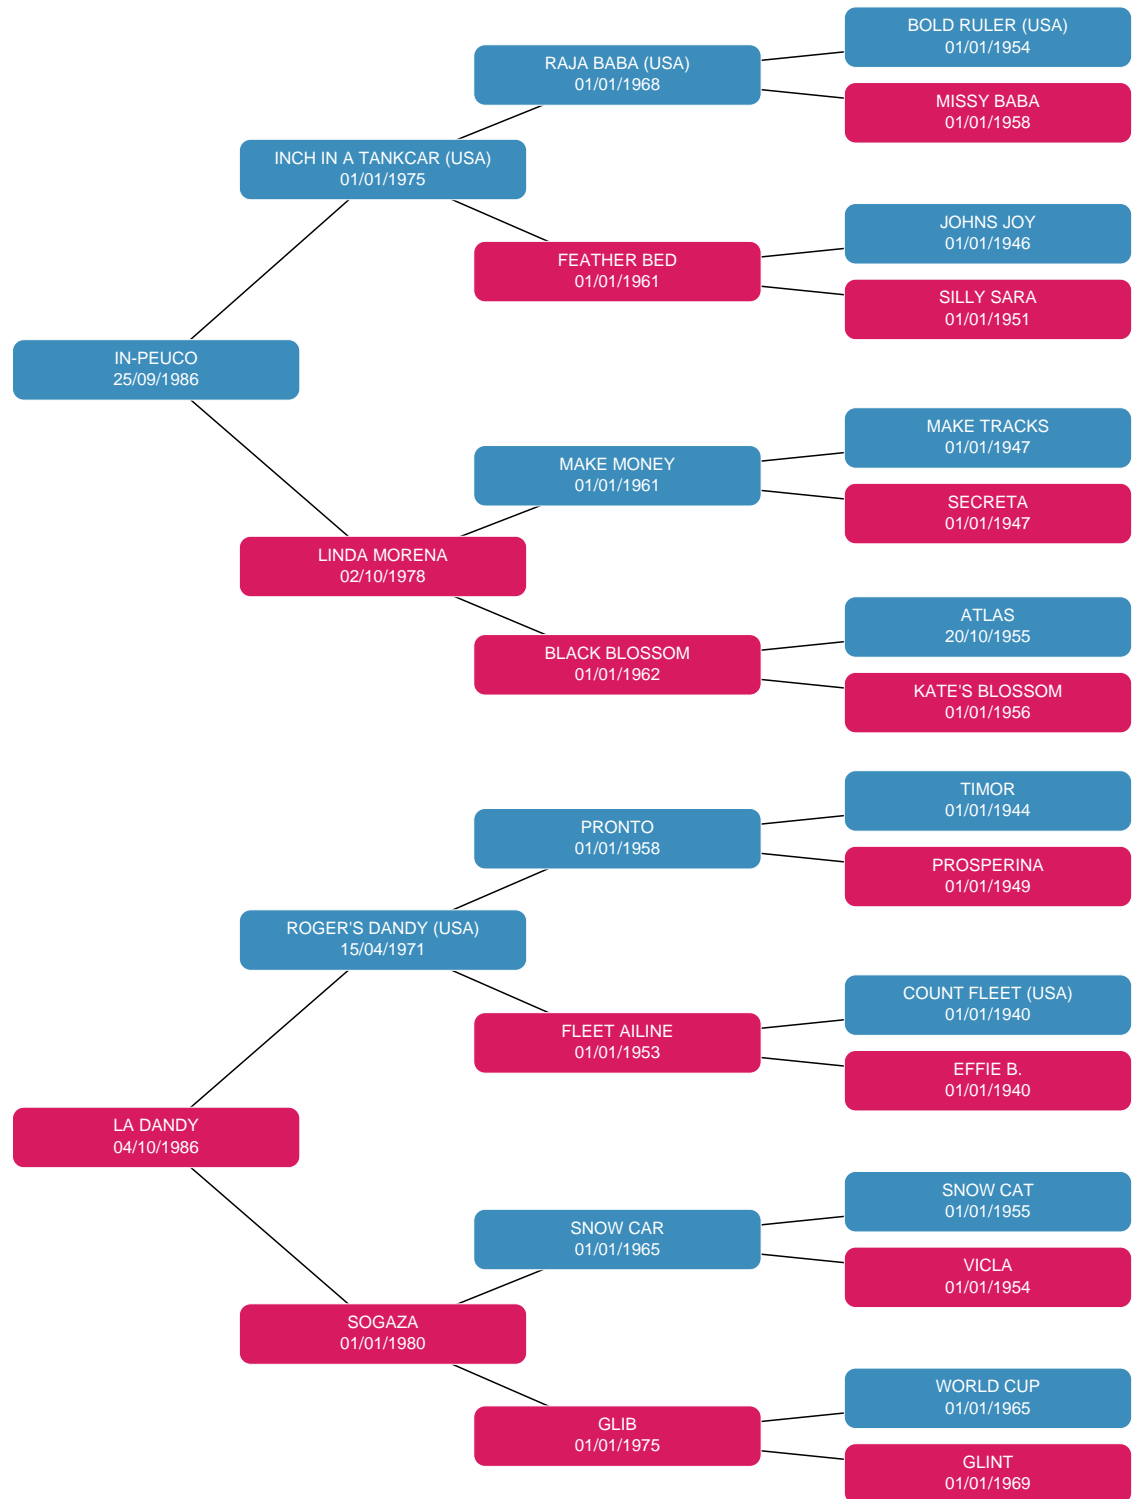 BOLD RULER (USA)
01/01/1954
RAJA BABA (USA)
01/01/1968
MISSY BABA
01/01/1958
INCH IN A TANKCAR (USA)
01/01/1975
JOHNS JOY
01/01/1946
FEATHER BED
01/01/1961
SILLY SARA
01/01/1951
IN-PEUCO
25/09/1986
MAKE TRACKS
01/01/1947
MAKE MONEY
01/01/1961
SECRETA
01/01/1947
LINDA MORENA
02/10/1978
ATLAS
20/10/1955
BLACK BLOSSOM
01/01/1962
KATE'S BLOSSOM
01/01/1956
TIMOR
01/01/1944
PRONTO
01/01/1958
PROSPERINA
01/01/1949
ROGER'S DANDY (USA)
15/04/1971
COUNT FLEET (USA)
01/01/1940
FLEET AILINE
01/01/1953
EFFIE B.
01/01/1940
LA DANDY
04/10/1986
SNOW CAT
01/01/1955
SNOW CAR
01/01/1965
VICLA
01/01/1954
SOGAZA
01/01/1980
WORLD CUP
01/01/1965
GLIB
01/01/1975
GLINT
01/01/1969